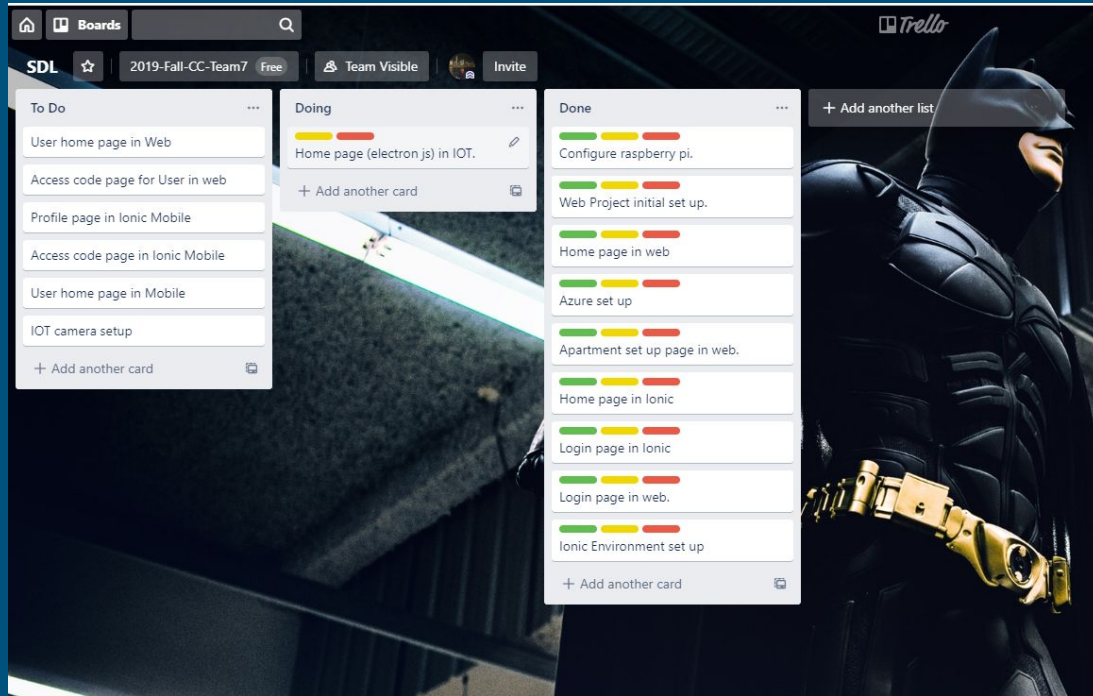 Boards
Trello
SDL
2019-Fall-CC-Team7 Free
Team Visible
Invite
To Do
User home page in Web
Access code page for User in web
Profile page in Ionic Mobile
Access code page in Ionic Mobile
User home page in Mobile
IOT camera setup
+ Add another card
Doing
Home page (electron js) in IOT.
+ Add another card
Done
Configure raspberry pi.
Web Project initial set up.
Home page in web
Azure set up
Apartment set up page in web.
Home page in Ionic
Login page in Ionic
Login page in web.
Ionic Environment set up
+ Add another card
+ Add another list